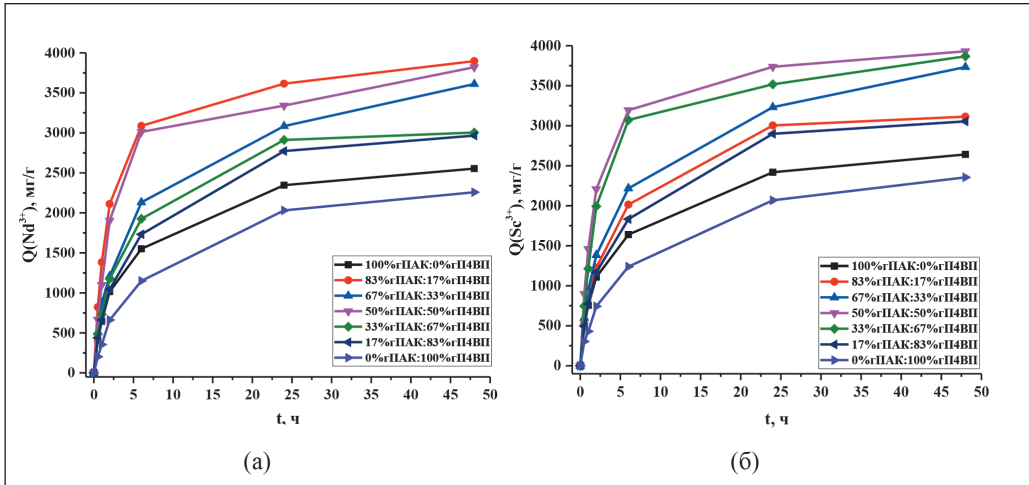 Q(Nd³⁺), мг/г
4000
3500
3000
2500
2000
1500
1000
500
0
100%гПАК:0%гП4ВП
83%гПАК:17%гП4ВП
67%гПАК:33%гП4ВП
50%гПАК:50%гП4ВП
33%гПАК:67%гП4ВП
17%гПАК:83%гП4ВП
0%гПАК:100%гП4ВП
0 5 10 15 20 25 30 35 40 45 50
t, ч
(а)
Q(Sc³⁺), мг/г
4000
3500
3000
2500
2000
1500
1000
500
0
100%гПАК:0%гП4ВП
83%гПАК:17%гП4ВП
67%гПАК:33%гП4ВП
50%гПАК:50%гП4ВП
33%гПАК:67%гП4ВП
17%гПАК:83%гП4ВП
0%гПАК:100%гП4ВП
0 5 10 15 20 25 30 35 40 45 50
t, ч
(б)